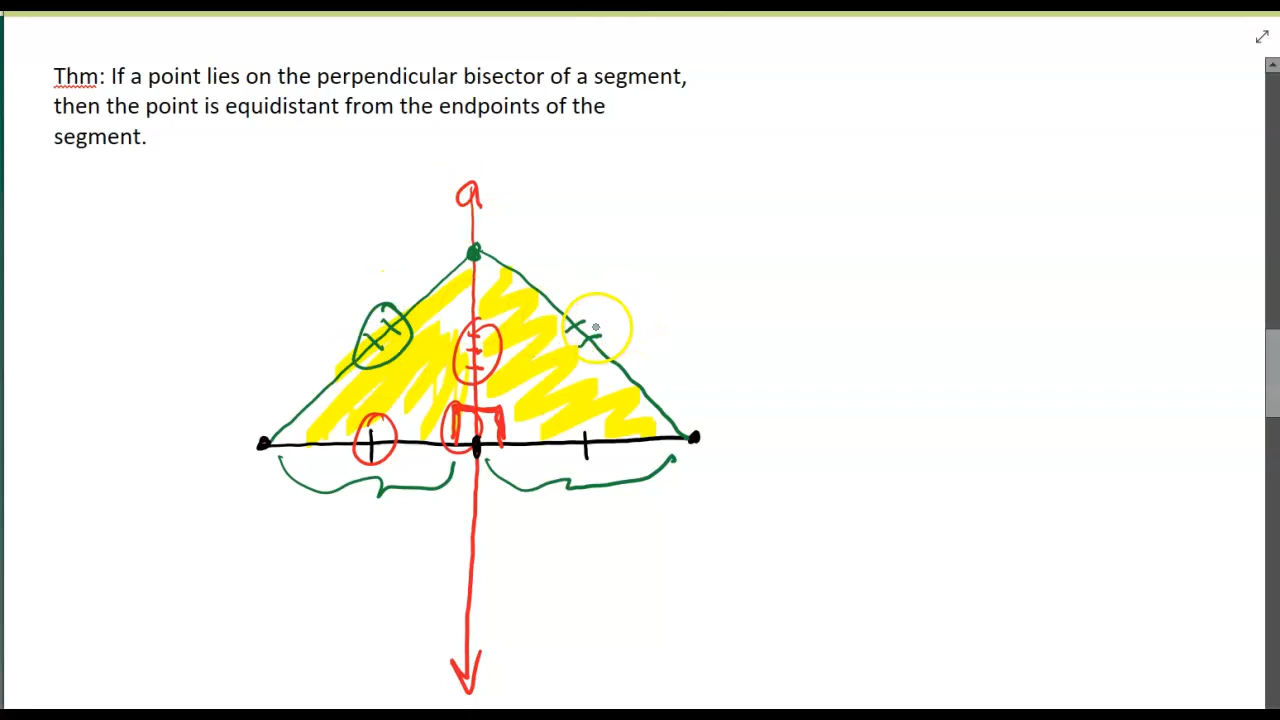 Thm: If a point lies on the perpendicular bisector of a segment,
then the point is equidistant from the endpoints of the
segment.